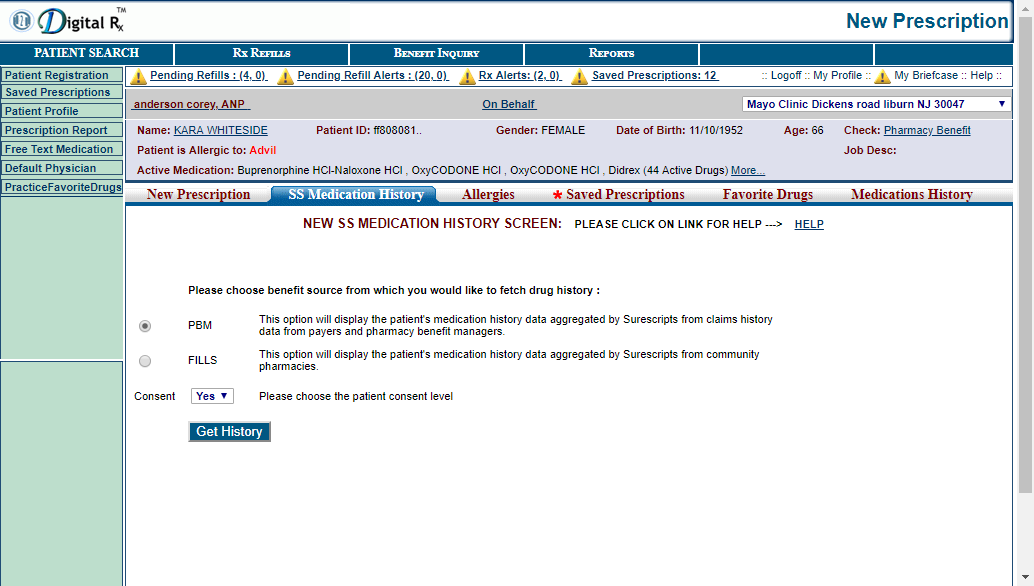 Digital Rx TM
New Prescription
PATIENT SEARCH Rx Refills Benefit Inquiry Reports
Patient Registration
Saved Prescriptions
Patient Profile
Prescription Report
Free Text Medication
Default Physician
PracticeFavoriteDrugs
Pending Refills : (4, 0) Pending Refill Alerts : (20, 0) Rx Alerts: (2, 0) Saved Prescriptions: 12 :: Logoff :: My Profile :: My Briefcase :: Help ::
anderson corey, ANP On Behalf Mayo Clinic Dickens road liburn NJ 30047
Name: KARA WHITESIDE Patient ID: ff808081.. Gender: FEMALE Date of Birth: 11/10/1952 Age: 66 Check: Pharmacy Benefit
Patient is Allergic to: Advil Job Desc:
Active Medication: Buprenorphine HCl-Naloxone HCl , OxyCODONE HCl , OxyCODONE HCl , Didrex (44 Active Drugs) More...
New Prescription SS Medication History Allergies * Saved Prescriptions Favorite Drugs Medications History
NEW SS MEDICATION HISTORY SCREEN: PLEASE CLICK ON LINK FOR HELP ---> HELP
Please choose benefit source from which you would like to fetch drug history :
PBM This option will display the patient's medication history data aggregated by Surescripts from claims history
data from payers and pharmacy benefit managers.
FILLS This option will display the patient's medication history data aggregated by Surescripts from community
pharmacies.
Consent Yes Please choose the patient consent level
Get History